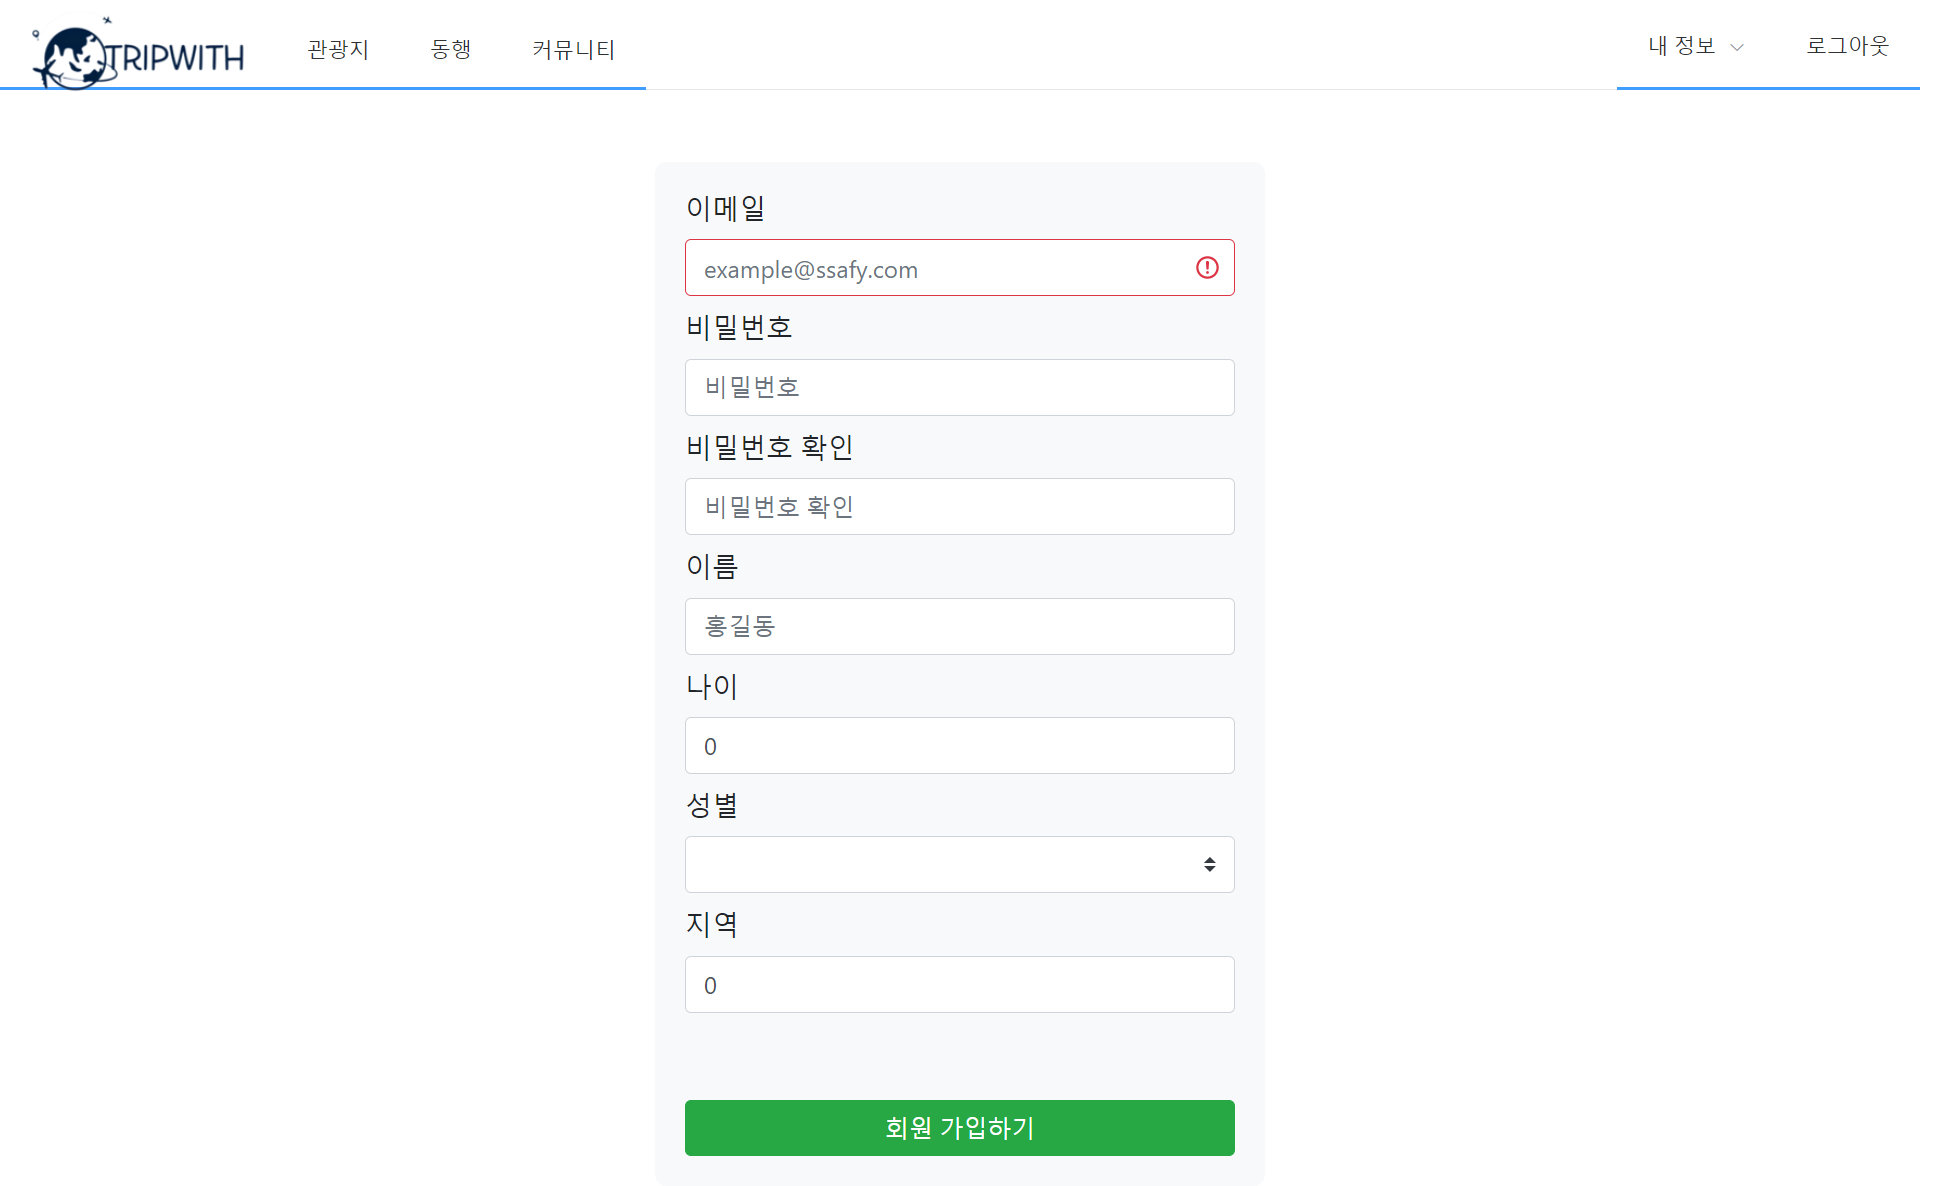 TRIPWITH 관광지 동행 커뮤니티 내 정보 로그아웃
이메일
example@ssafy.com
비밀번호
비밀번호
비밀번호 확인
비밀번호 확인
이름
홍길동
나이
0
성별
지역
0
회원 가입하기